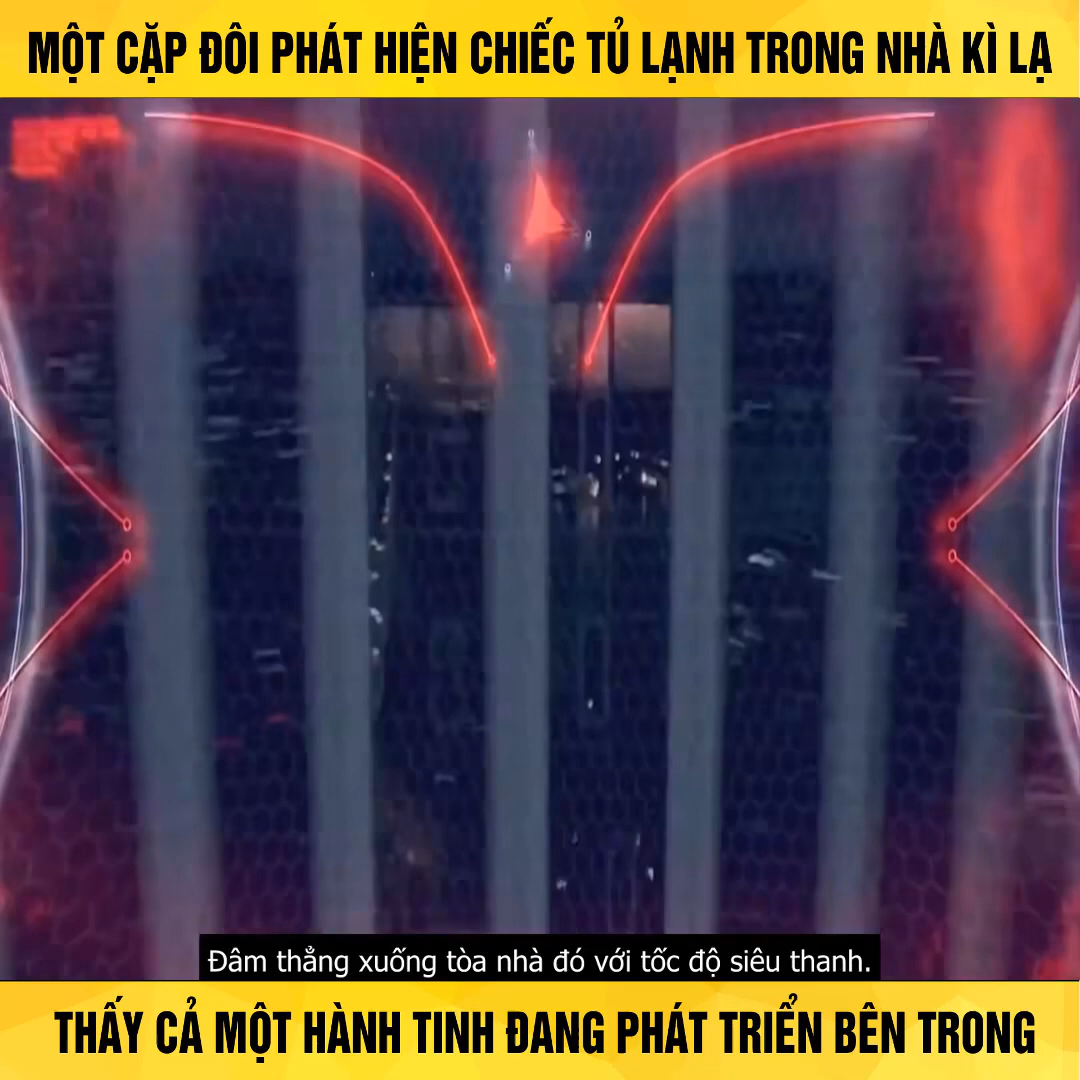 MỘT CẶP ĐÔI PHÁT HIỆN CHIẾC TỦ LẠNH TRONG NHÀ KÌ LẠ
Đâm thẳng xuống tòa nhà đó với tốc độ siêu thanh.
THẤY CẢ MỘT HÀNH TINH ĐANG PHÁT TRIỂN BÊN TRONG